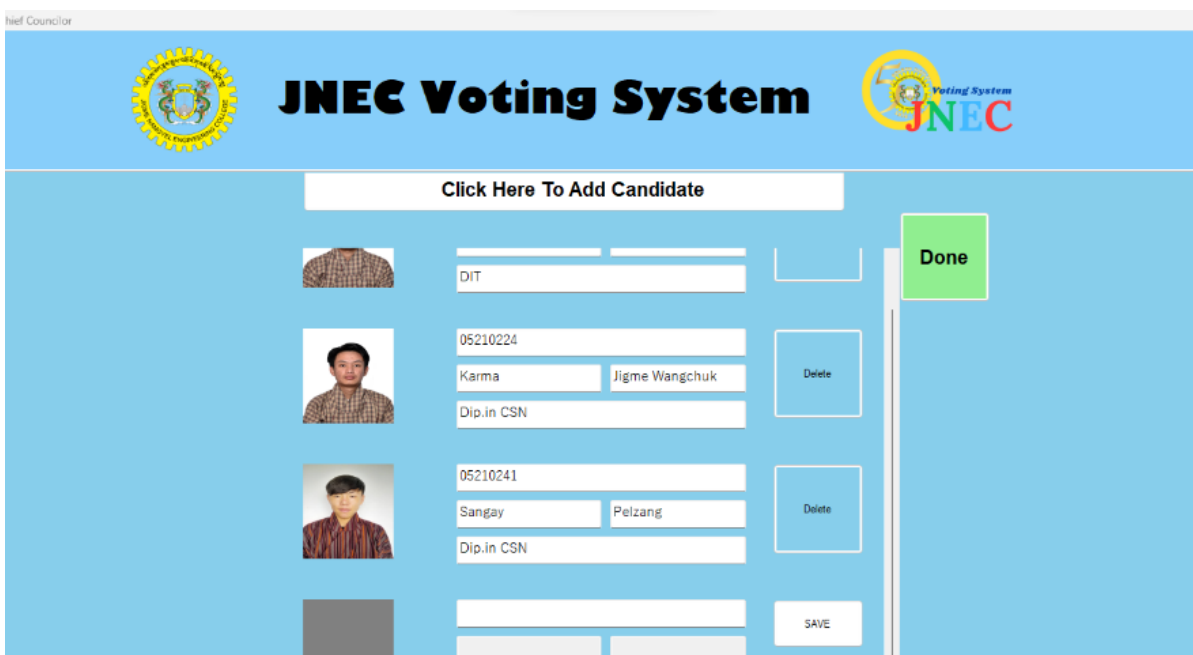 hief Councilor
JNEC Voting System
Voting System
JNEC
Click Here To Add Candidate
Done
DIT
05210224
Karma Jigme Wangchuk Delete
Dip.in CSN
05210241
Sangay Pelzang Delete
Dip.in CSN
SAVE